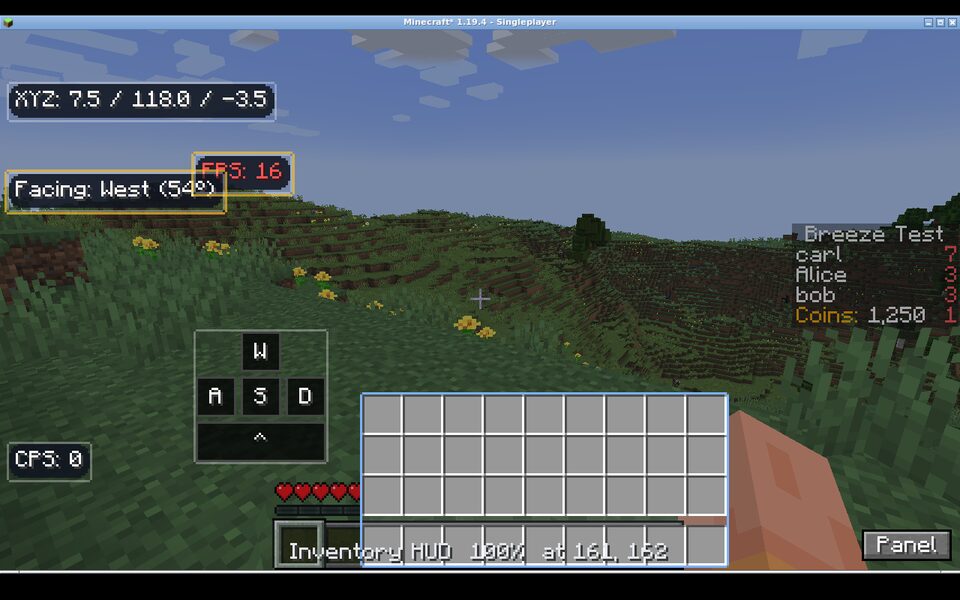 Minecraft* 1.19.4 - Singleplayer
XYZ: 7.5 / 118.0 / -3.5
FPS: 16
Facing: West (54°)
Breeze Test
carl 7
Alice 3
bob 3
Coins: 1,250 1
W
A S D
^
CPS: 0
Inventory HUD 100% at 161, 162
Panel